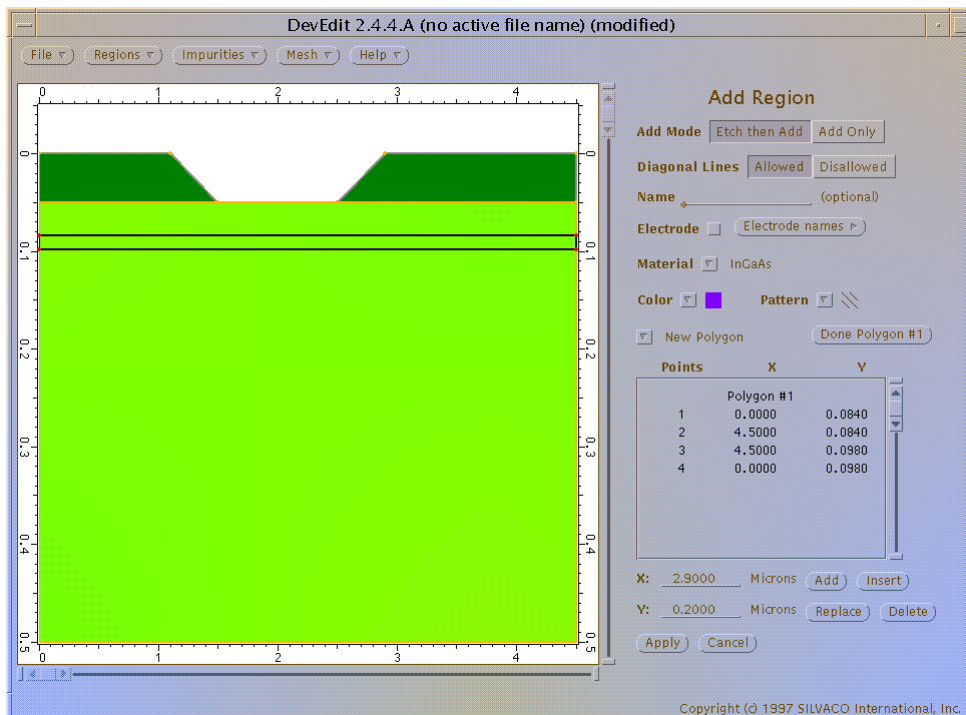 DevEdit 2.4.4.A (no active file name) (modified)
File Regions Impurities Mesh Help
Add Region
Add Mode Etch then Add Add Only
Diagonal Lines Allowed Disallowed
Name (optional)
Electrode Electrode names
Material InGaAs
Color Pattern
New Polygon Done Polygon #1
Points X Y
Polygon #1
1 0.0000 0.0840
2 4.5000 0.0840
3 4.5000 0.0980
4 0.0000 0.0980
X: 2.9000 Microns Add Insert
Y: 0.2000 Microns Replace Delete
Apply Cancel
0 1 2 3 4
0 0
0.1 0.1
0.2 0.2
0.3 0.3
0.4 0.4
0.5 0.5
0 1 2 3 4
Copyright (c) 1997 SILVACO International, Inc.